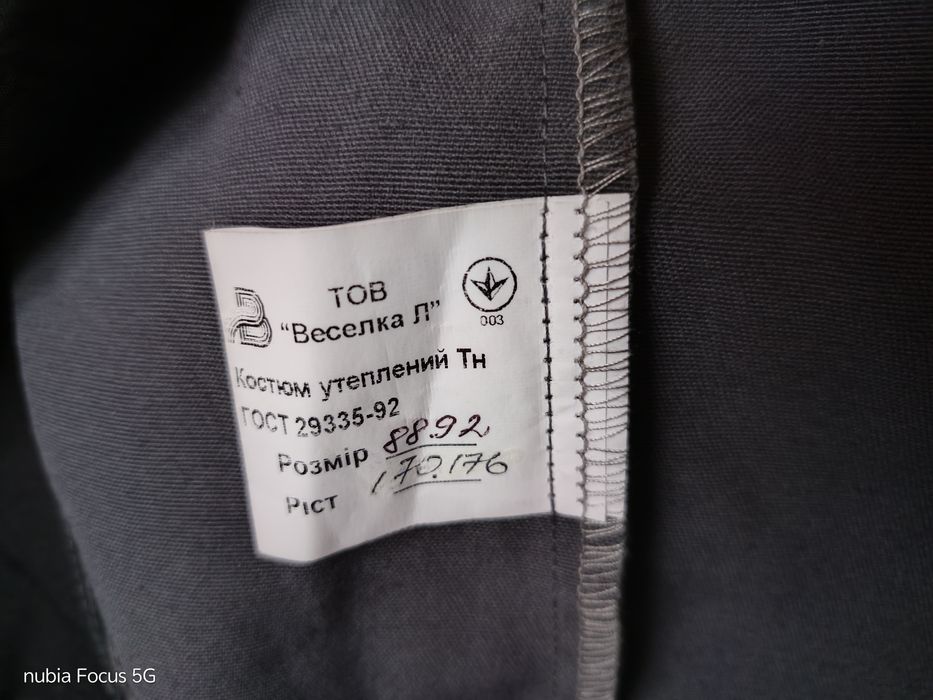 ТОВ
"Веселка Л"
003
Костюм утеплений Тн
ГОСТ 29335-92
Розмір 88.92
Ріст 170.176
nubia Focus 5G